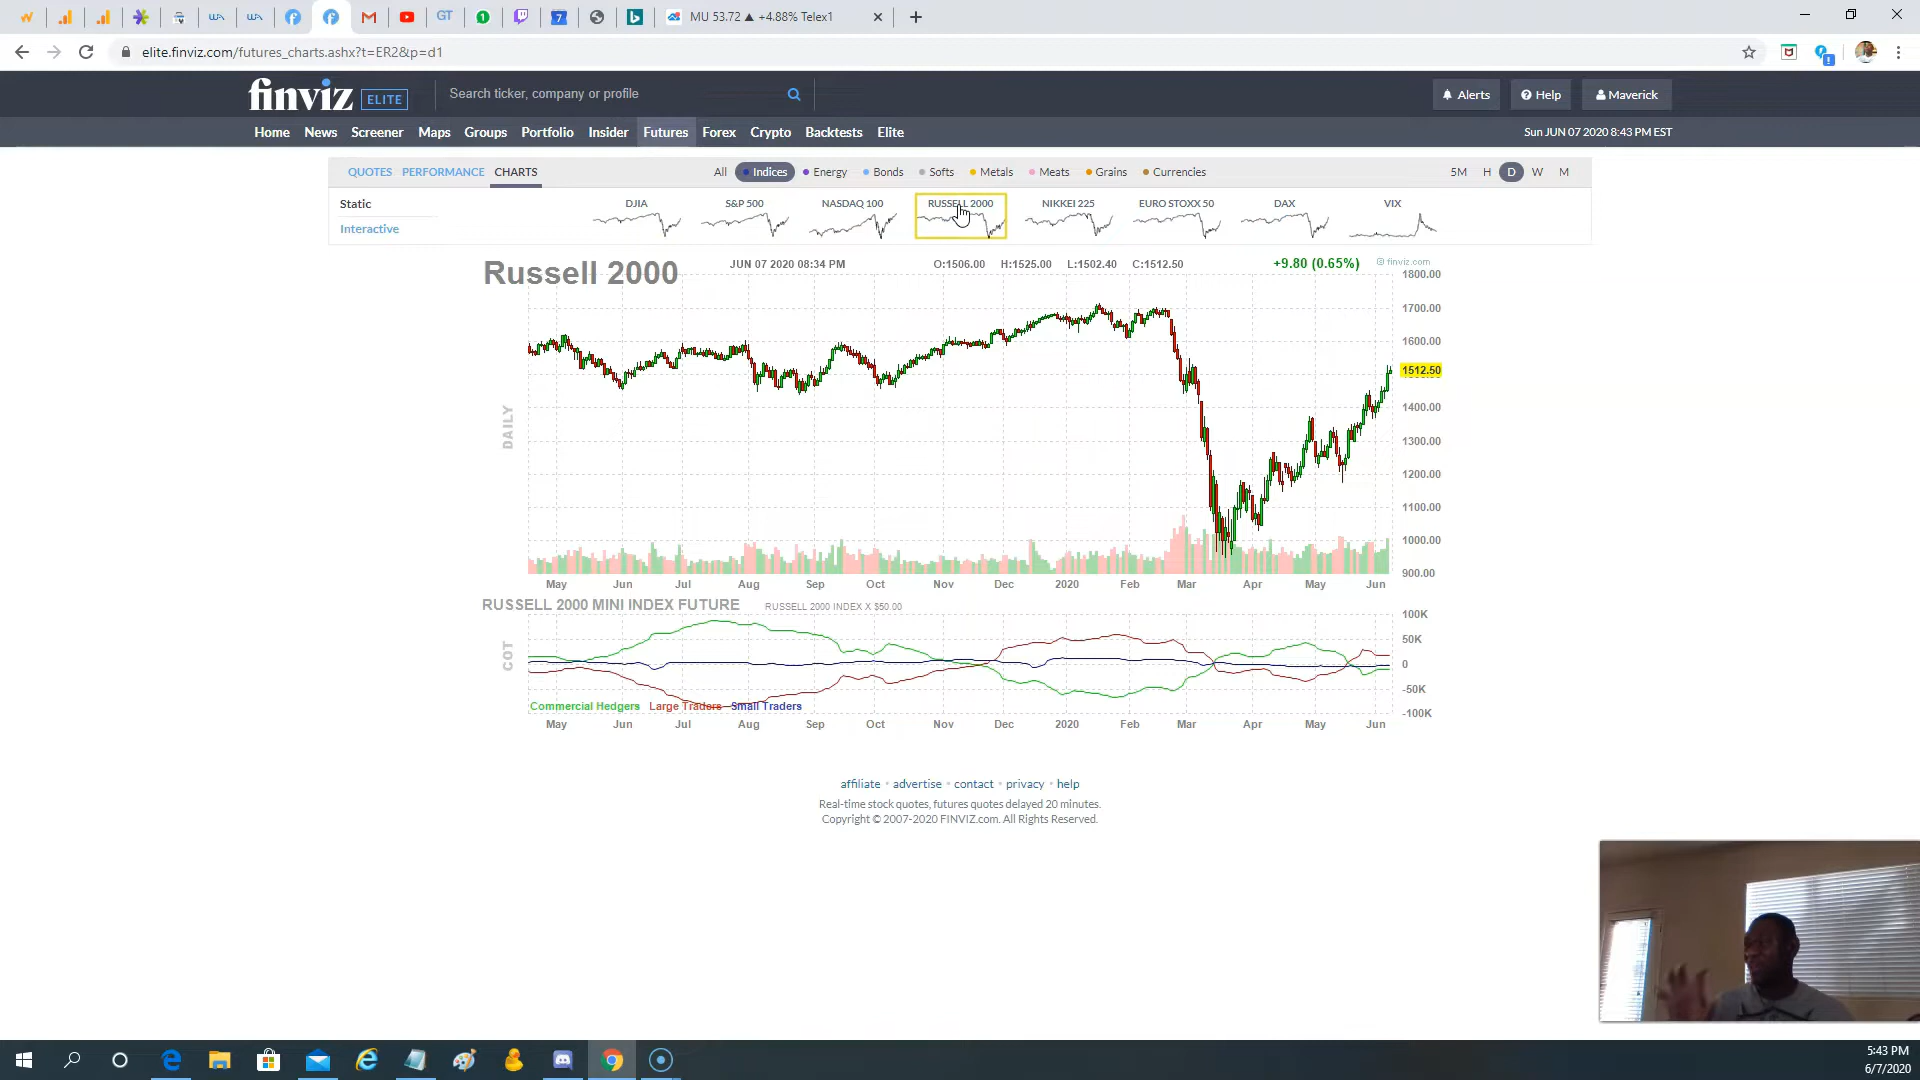 MU 53.72 ▲ +4.88% Telex1
elite.finviz.com/futures_charts.ashx?t=ER2&p=d1
finviz ELITE
Search ticker, company or profile
Alerts Help Maverick
Home News Screener Maps Groups Portfolio Insider Futures Forex Crypto Backtests Elite
Sun JUN 07 2020 8:43 PM EST
QUOTES PERFORMANCE CHARTS
All Indices Energy Bonds Softs Metals Meats Grains Currencies
5M H D W M
Static
Interactive
DJIA S&P 500 NASDAQ 100 RUSSELL 2000 NIKKEI 225 EURO STOXX 50 DAX VIX
Russell 2000
JUN 07 2020 08:34 PM O:1506.00 H:1525.00 L:1502.40 C:1512.50 +9.80 (0.65%) © finviz.com
1800.00
1700.00
1600.00
1512.50
1400.00
1300.00
1200.00
1100.00
1000.00
900.00
DAILY
May Jun Jul Aug Sep Oct Nov Dec 2020 Feb Mar Apr May Jun
RUSSELL 2000 MINI INDEX FUTURE RUSSELL 2000 INDEX X $50.00
100K
50K
0
-50K
-100K
COT
Commercial Hedgers Large Traders Small Traders
May Jun Jul Aug Sep Oct Nov Dec 2020 Feb Mar Apr May Jun
affiliate • advertise • contact • privacy • help
Real-time stock quotes, futures quotes delayed 20 minutes.
Copyright © 2007-2020 FINVIZ.com. All Rights Reserved.
5:43 PM
6/7/2020